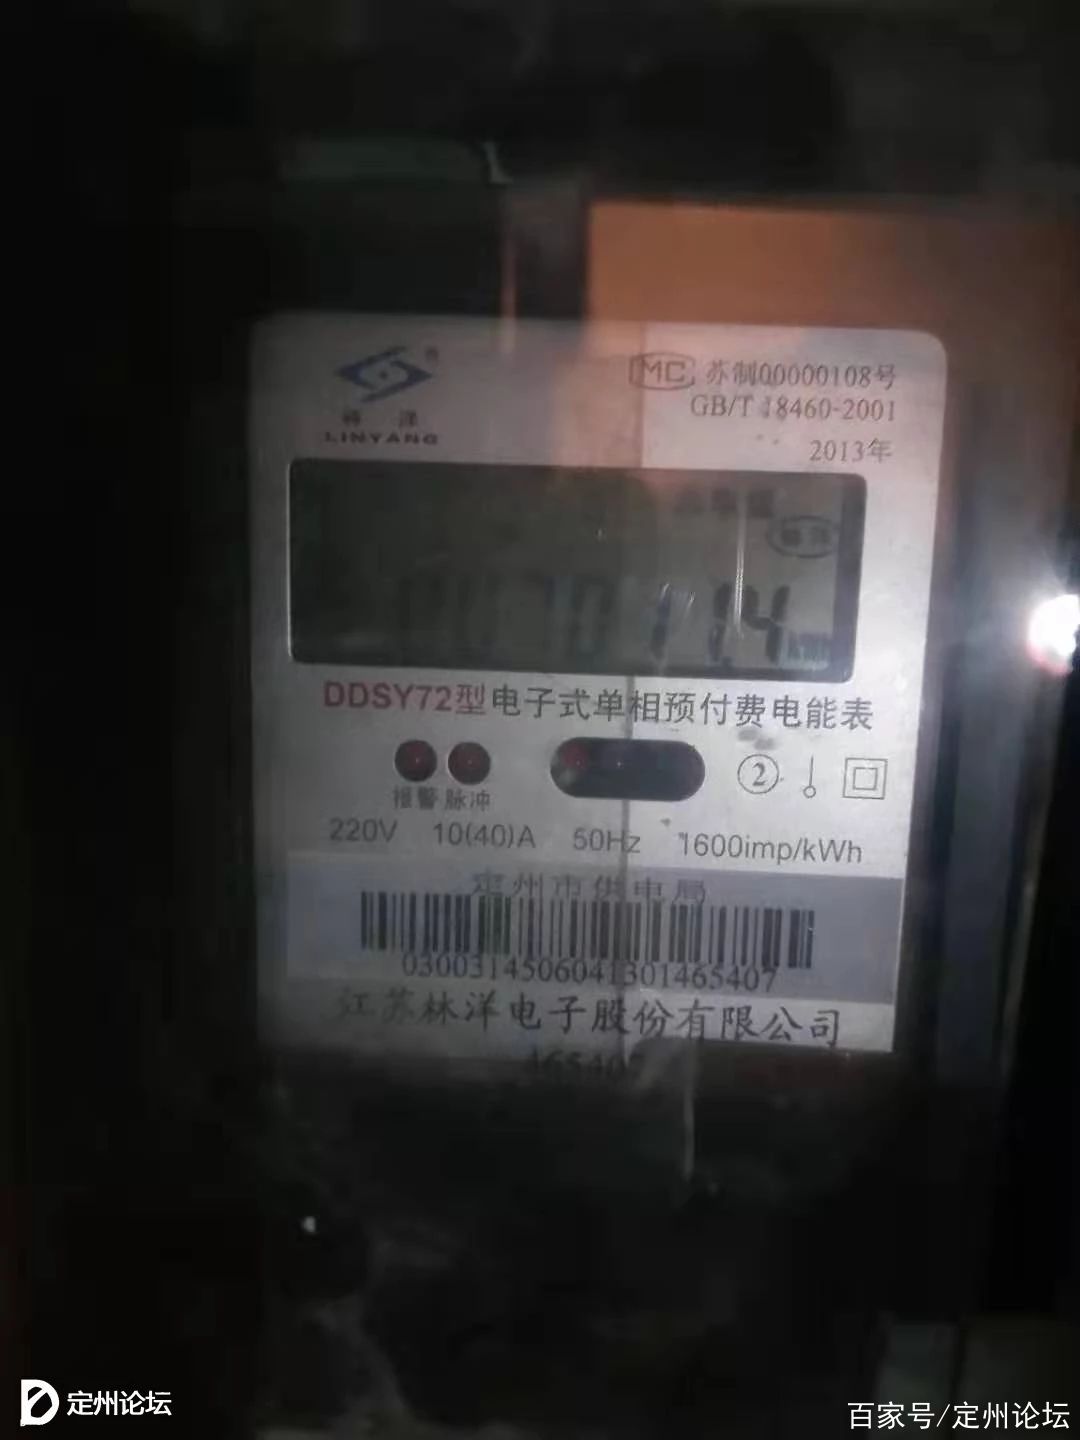 林洋
LINYANG
MC 苏制00000108号
GB/T 18460-2001
2013年
DDSY72型电子式单相预付费电能表
报警 脉冲
②
220V 10(40)A 50Hz 1600imp/kWh
定州市供电局
0300314506041301465407
江苏林洋电子股份有限公司
465407
定州论坛
百家号/定州论坛